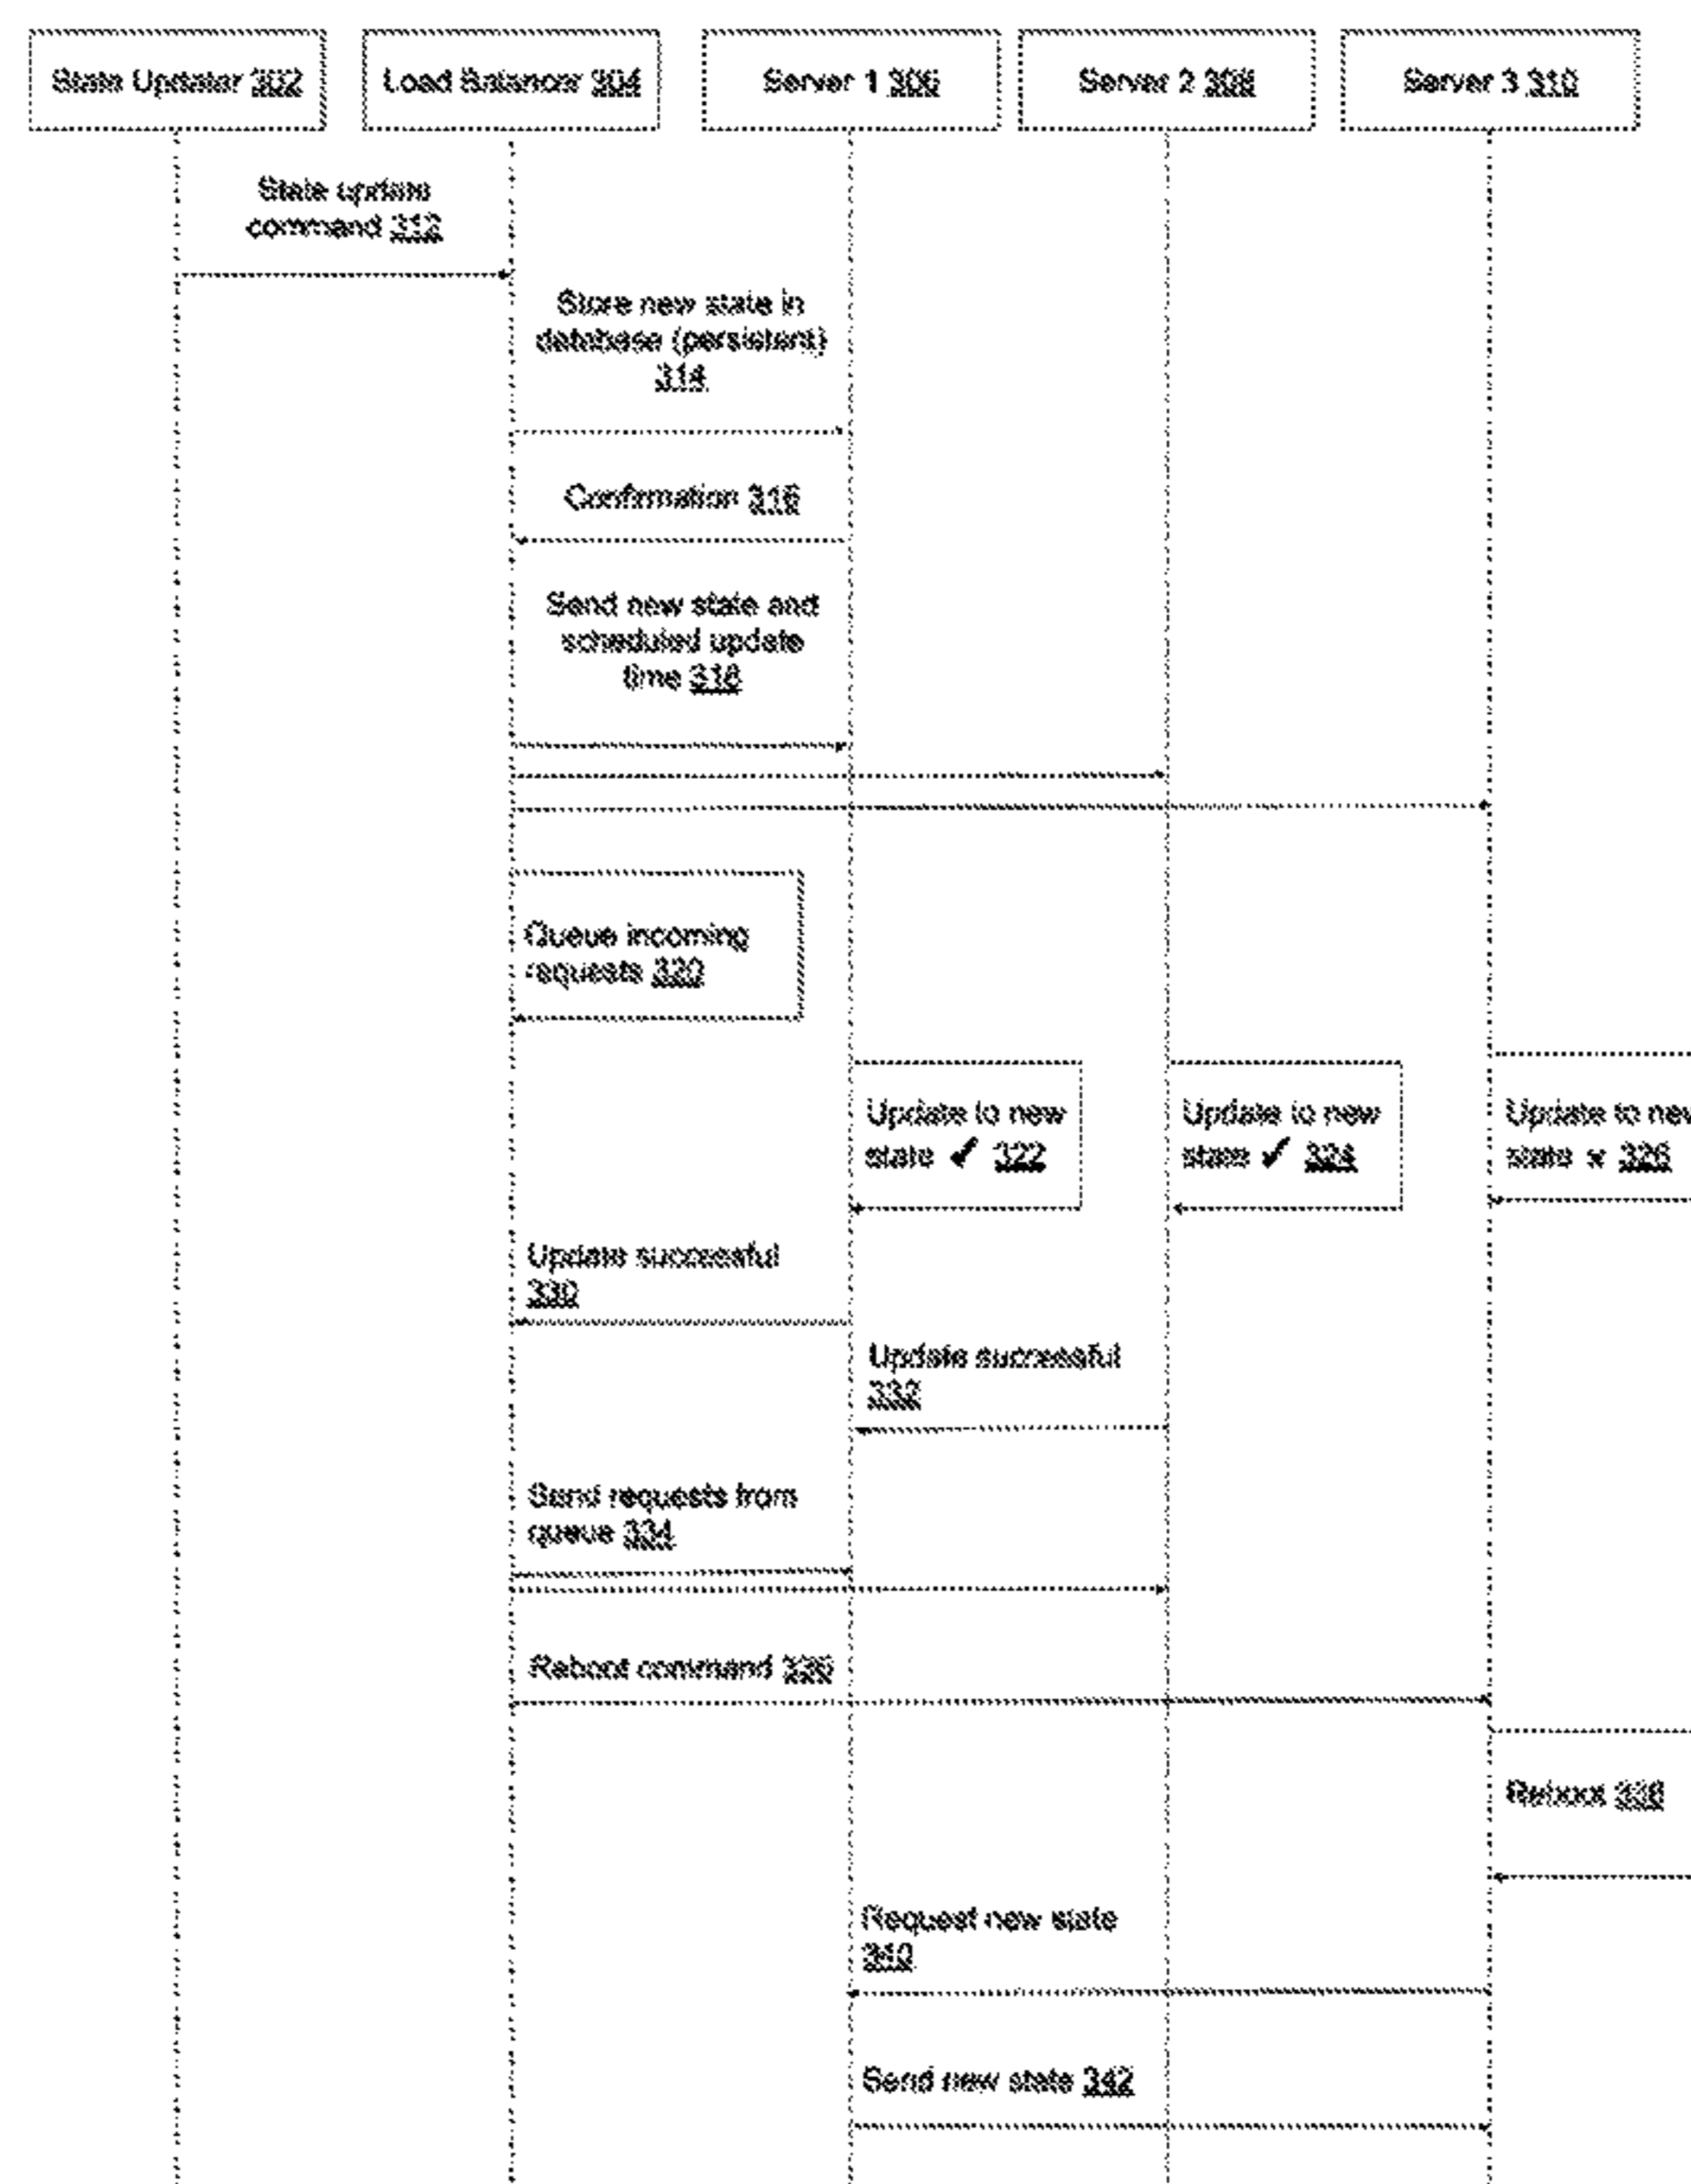 State Updater 302
Load Balancer 304
Server 1 306
Server 2 308
Server 3 310
State update
command 312
Store new state in
database (persistent)
314
Confirmation 316
Send new state and
scheduled update
time 318
Queue incoming
requests 320
Update to new
state ✓ 322
Update to new
state ✓ 324
Update to new
state × 326
Update successful
330
Update successful
332
Send requests from
queue 334
Reboot command 336
Reboot 338
Request new state
340
Send new state 342